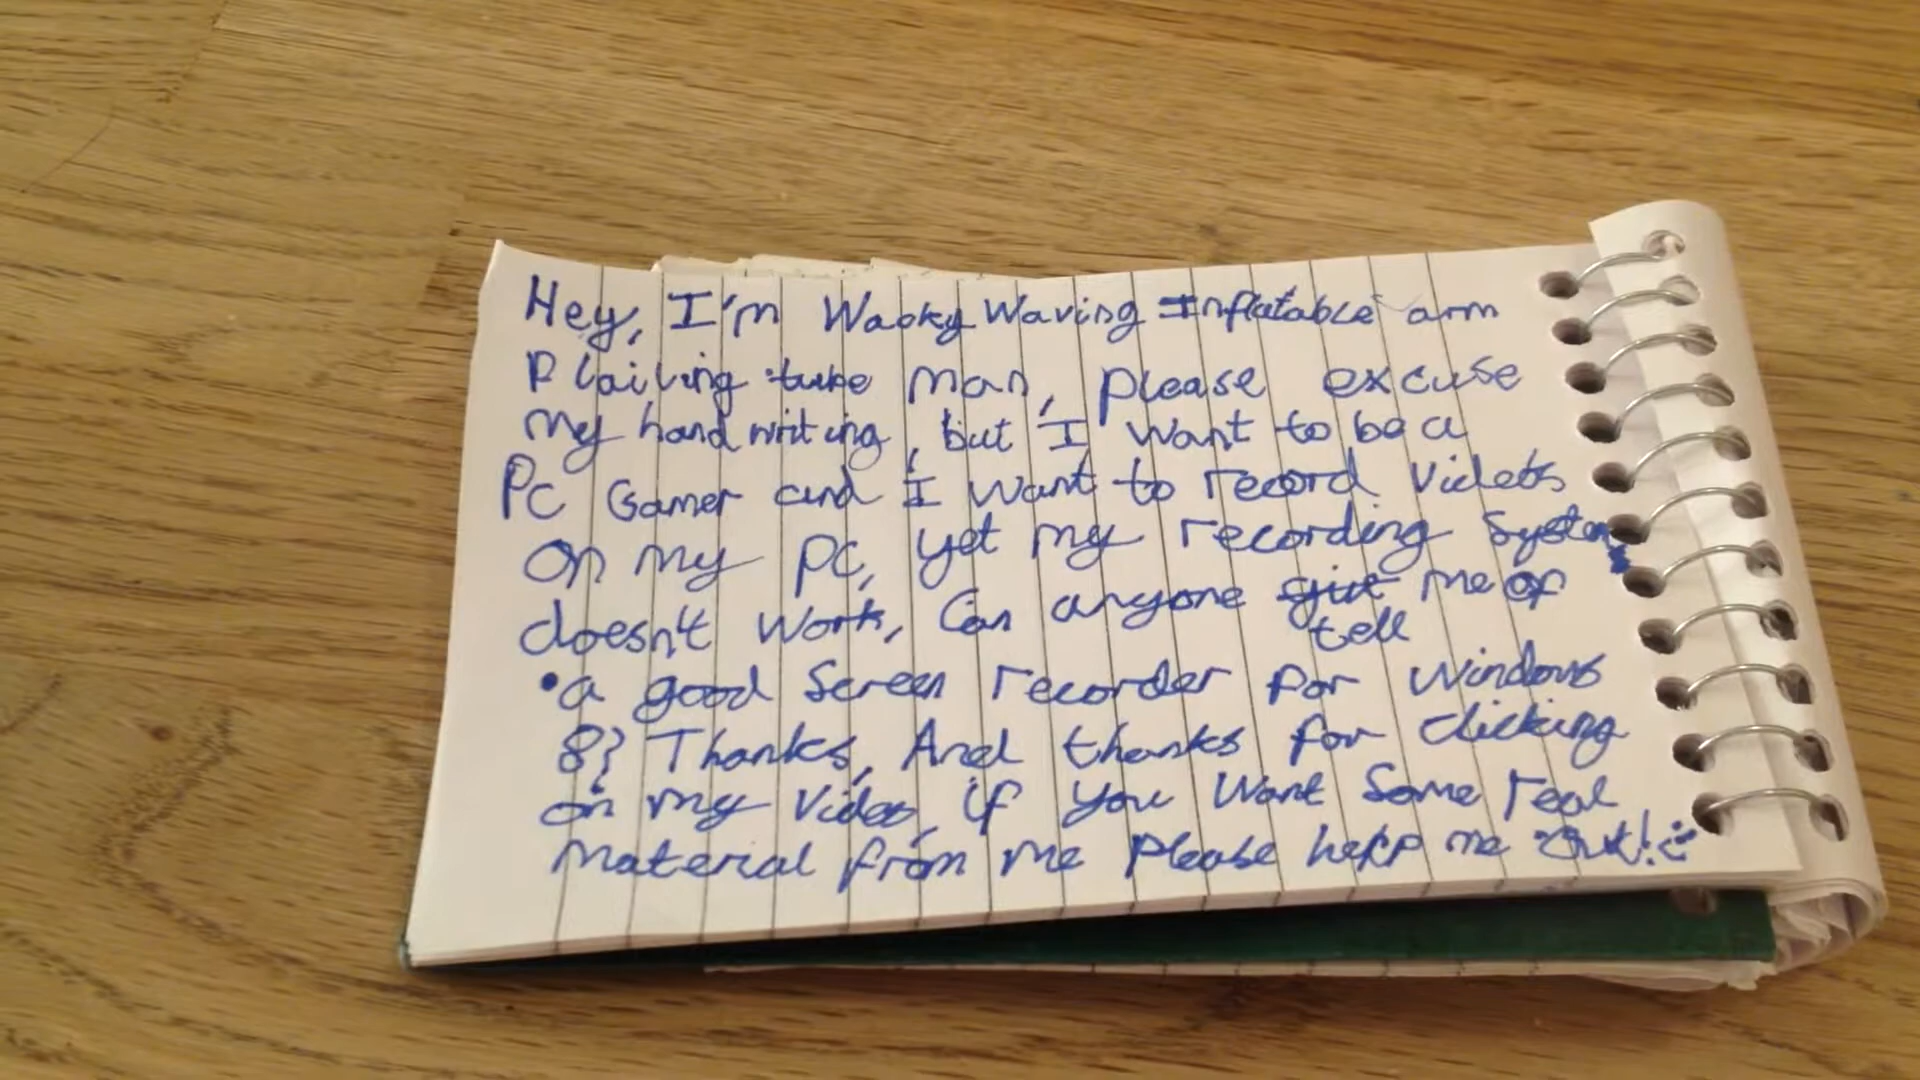 Hey, I'm Wacky Waving Inflatable arm
Flailing tube man, please excuse
my handwriting, but I want to be a
PC Gamer and I want to record Videos
on my PC, yet my recording System
doesn't work, Can anyone give me of
tell
a good Screen recorder for Windows
8? Thanks, And thanks for clicking
on my Video, if you want Some real
material from me please help me out! :)